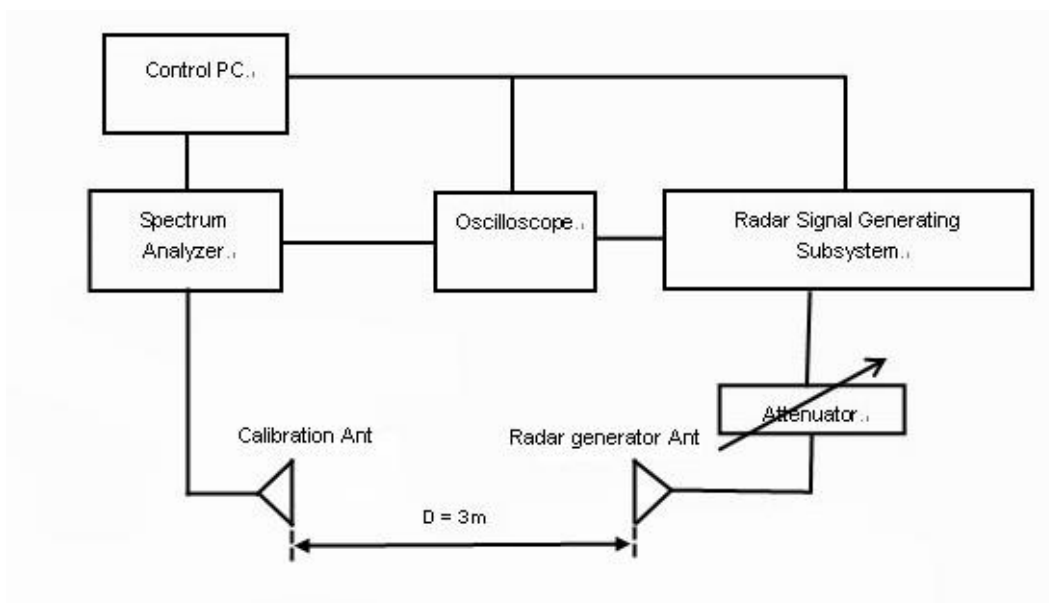 Control PC
Spectrum
Analyzer
Oscilloscope
Radar Signal Generating
Subsystem
Attenuator
Calibration Ant
Radar generator Ant
D = 3m